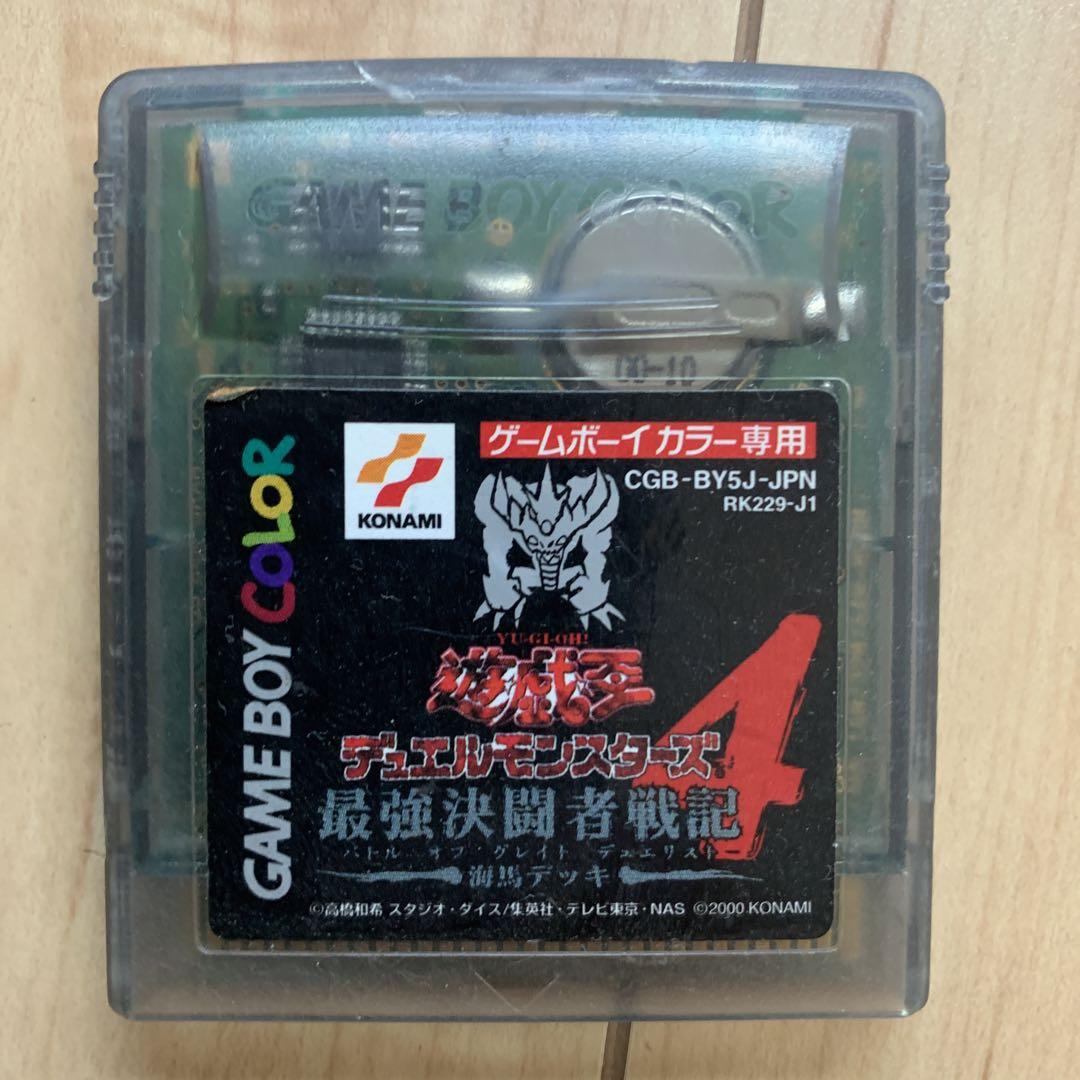 GAME BOY COLOR
00-10
GAME BOY COLOR
KONAMI
ゲームボーイカラー専用
CGB-BY5J-JPN
RK229-J1
YU-GI-OH!
遊戯王
デュエルモンスターズ
4
最強決闘者戦記
バトル オブ グレイト デュエリスト
海馬デッキ
©高橋和希 スタジオ・ダイス/集英社・テレビ東京・NAS ©2000 KONAMI